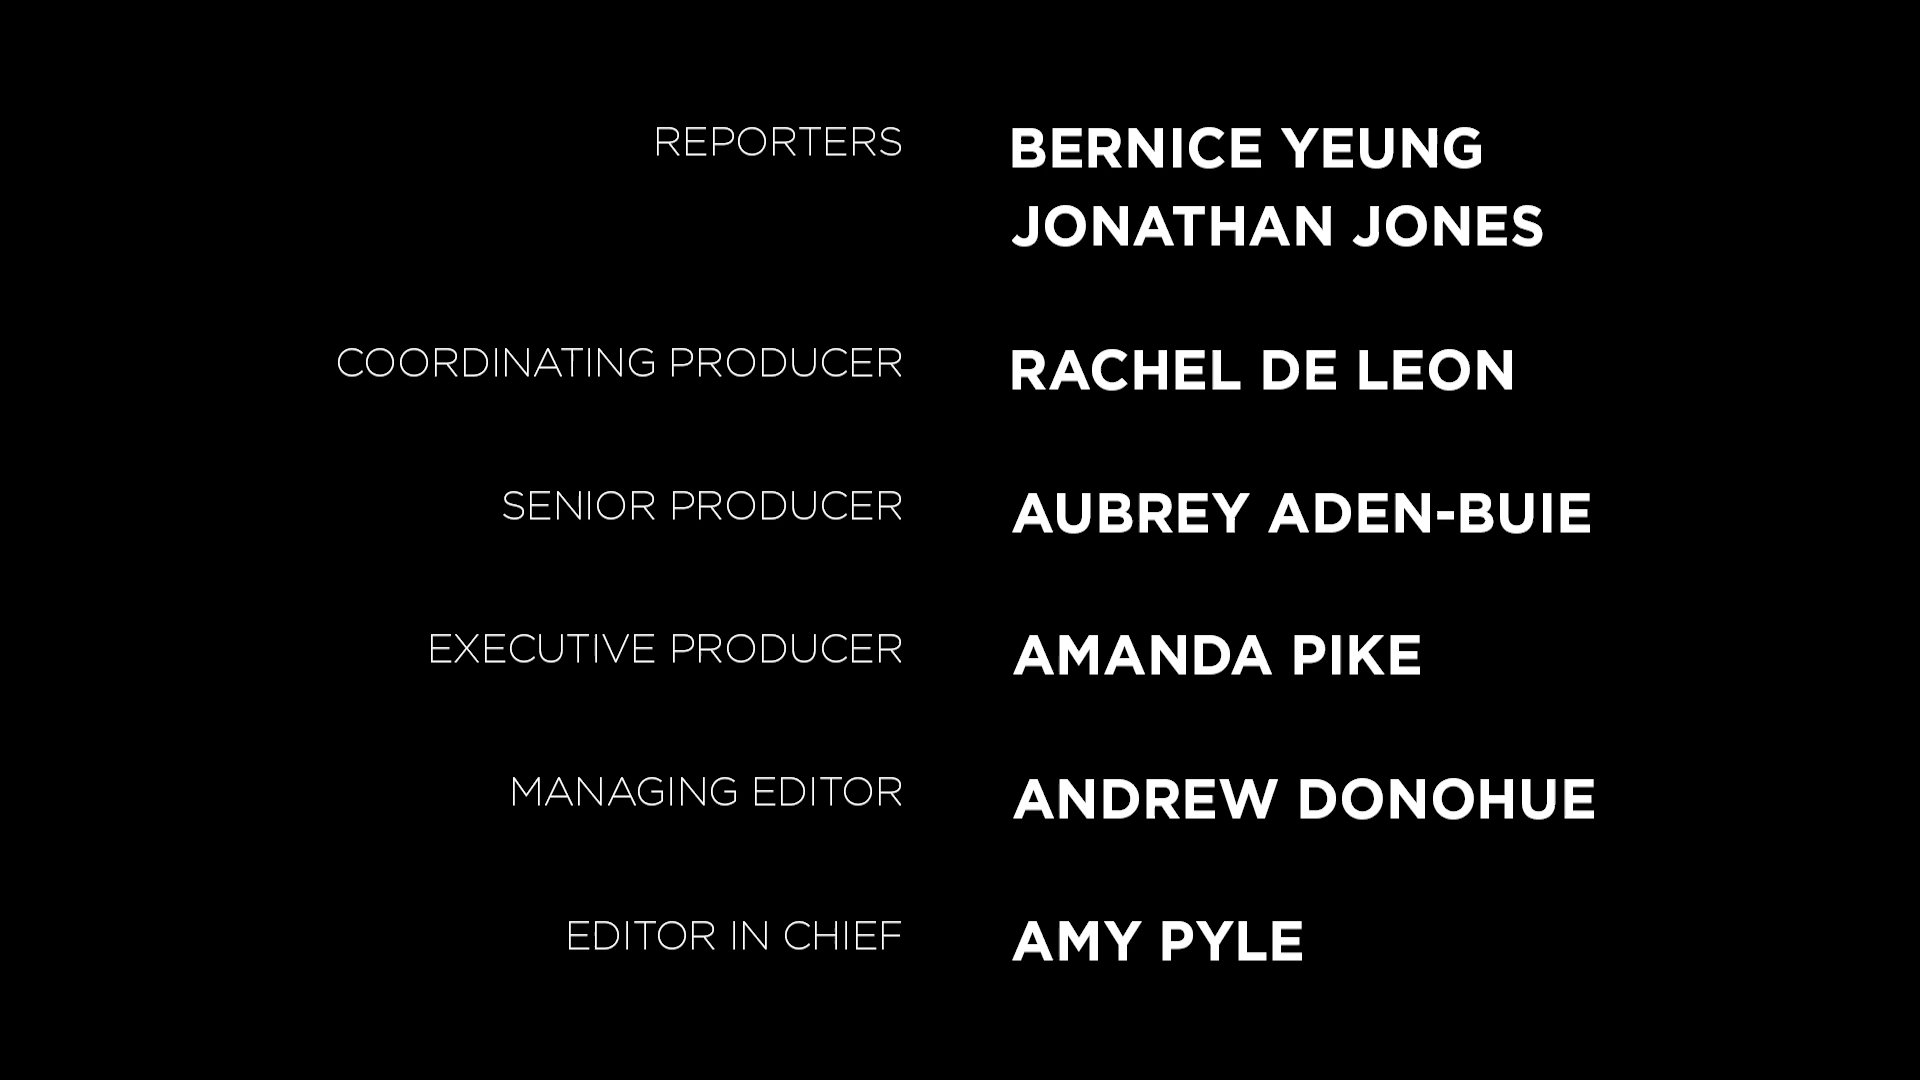 REPORTERS BERNICE YEUNG
JONATHAN JONES
COORDINATING PRODUCER RACHEL DE LEON
SENIOR PRODUCER AUBREY ADEN-BUIE
EXECUTIVE PRODUCER AMANDA PIKE
MANAGING EDITOR ANDREW DONOHUE
EDITOR IN CHIEF AMY PYLE